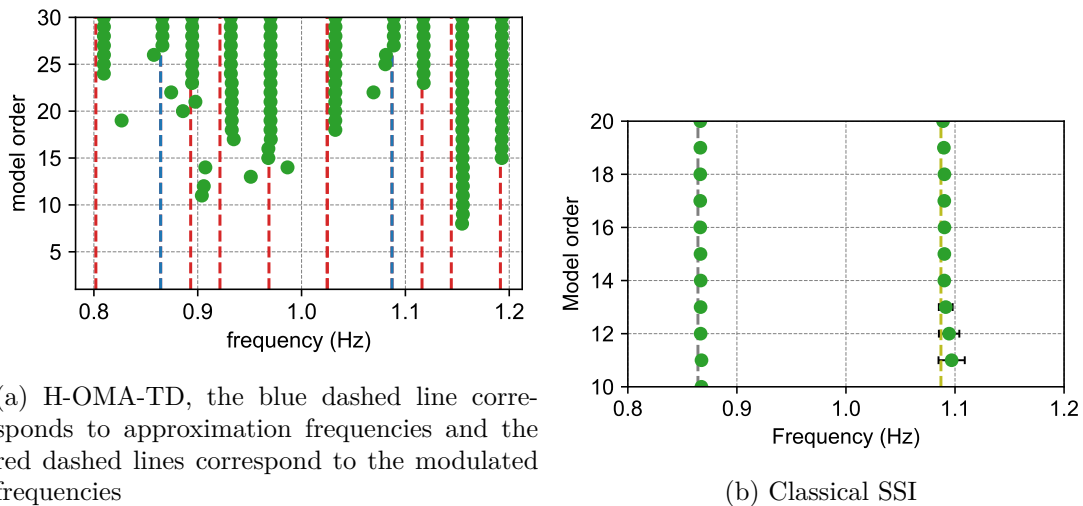 30
25
20
15
10
5
model order
0.8 0.9 1.0 1.1 1.2
frequency (Hz)
(a) H-OMA-TD, the blue dashed line corre-
sponds to approximation frequencies and the
red dashed lines correspond to the modulated
frequencies
20
18
16
14
12
10
Model order
0.8 0.9 1.0 1.1 1.2
Frequency (Hz)
(b) Classical SSI